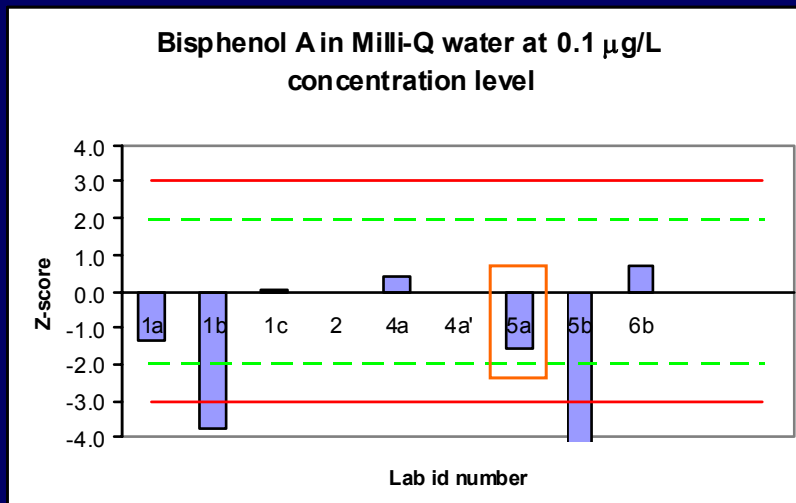 Bisphenol A in Milli-Q water at 0.1 μg/L
concentration level
4.0
3.0
2.0
1.0
0.0
-1.0
-2.0
-3.0
-4.0
Z-score
1a 1b 1c 2 4a 4a' 5a 5b 6b
Lab id number